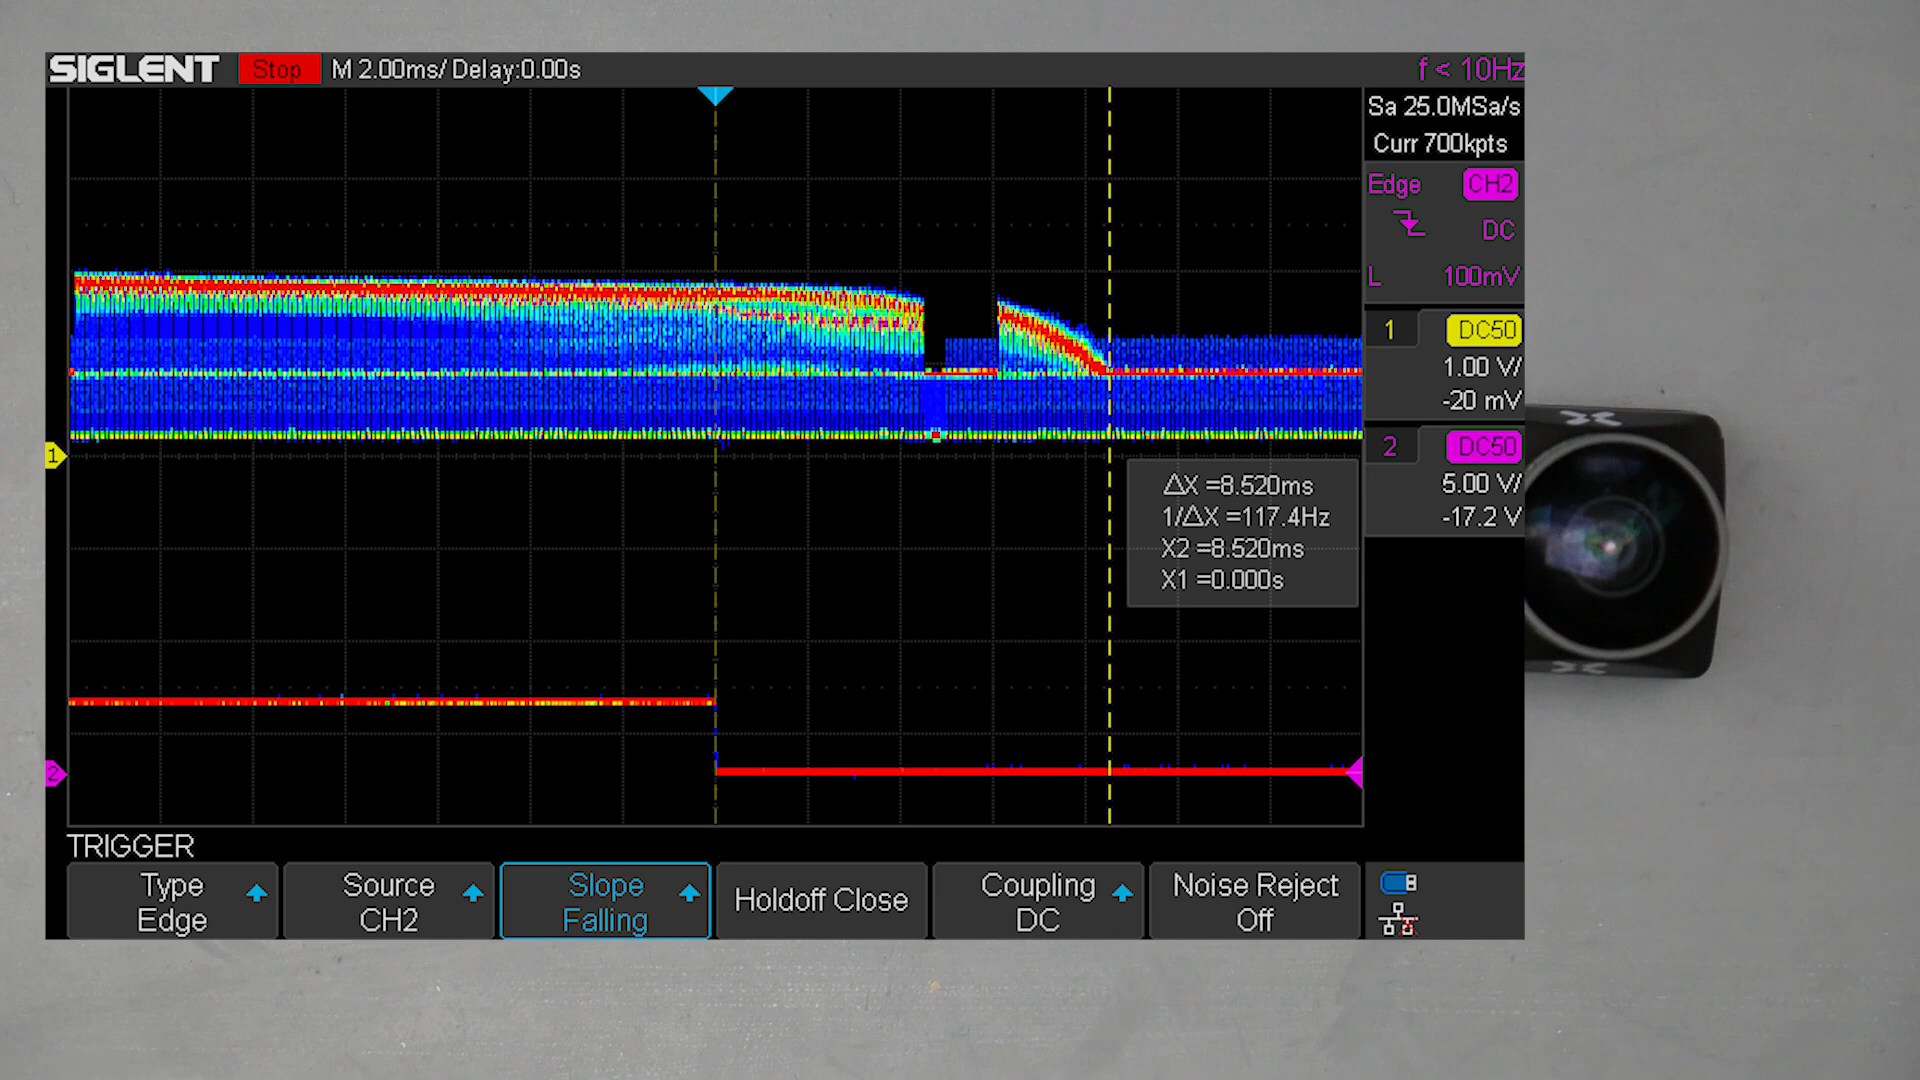 SIGLENT Stop M 2.00ms/ Delay:0.00s f < 10Hz
Sa 25.0MSa/s
Curr 700kpts
Edge CH2
DC
L 100mV
1 DC50
1.00 V/
-20 mV
2 DC50
5.00 V/
-17.2 V
1
ΔX =8.520ms
1/ΔX =117.4Hz
X2 =8.520ms
X1 =0.000s
2
TRIGGER
Type Source Slope Holdoff Close Coupling Noise Reject
Edge CH2 Falling DC Off